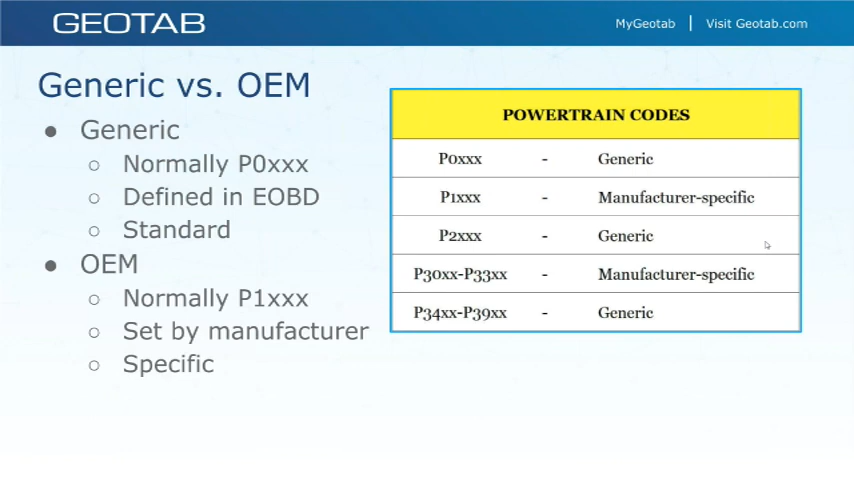 GEOTAB
MyGeotab | Visit Geotab.com
Generic vs. OEM
● Generic
○ Normally P0xxx
○ Defined in EOBD
○ Standard
● OEM
○ Normally P1xxx
○ Set by manufacturer
○ Specific
POWERTRAIN CODES
P0xxx - Generic
P1xxx - Manufacturer-specific
P2xxx - Generic
P30xx-P33xx - Manufacturer-specific
P34xx-P39xx - Generic